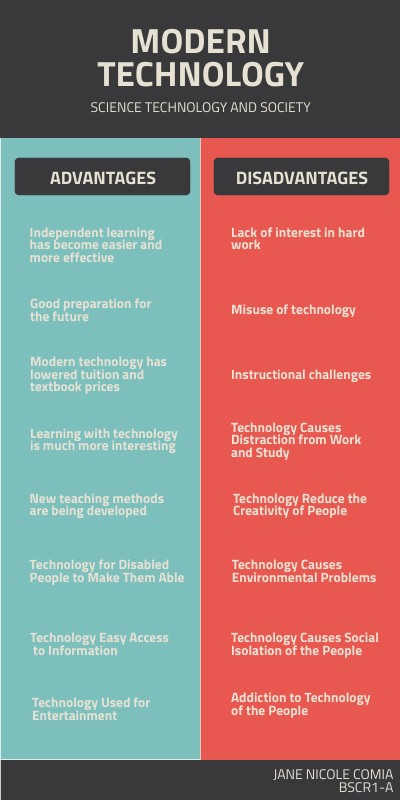 MODERN
TECHNOLOGY
SCIENCE TECHNOLOGY AND SOCIETY
ADVANTAGES
Independent learning
has become easier and
more effective
Good preparation for
the future
Modern technology has
lowered tuition and
textbook prices
Learning with technology
is much more interesting
New teaching methods
are being developed
Technology for Disabled
People to Make Them Able
Technology Easy Access
to Information
Technology Used for
Entertainment
DISADVANTAGES
Lack of interest in hard
work
Misuse of technology
Instructional challenges
Technology Causes
Distraction from Work
and Study
Technology Reduce the
Creativity of People
Technology Causes
Environmental Problems
Technology Causes Social
Isolation of the People
Addiction to Technology
of the People
JANE NICOLE COMIA
BSCR1-A